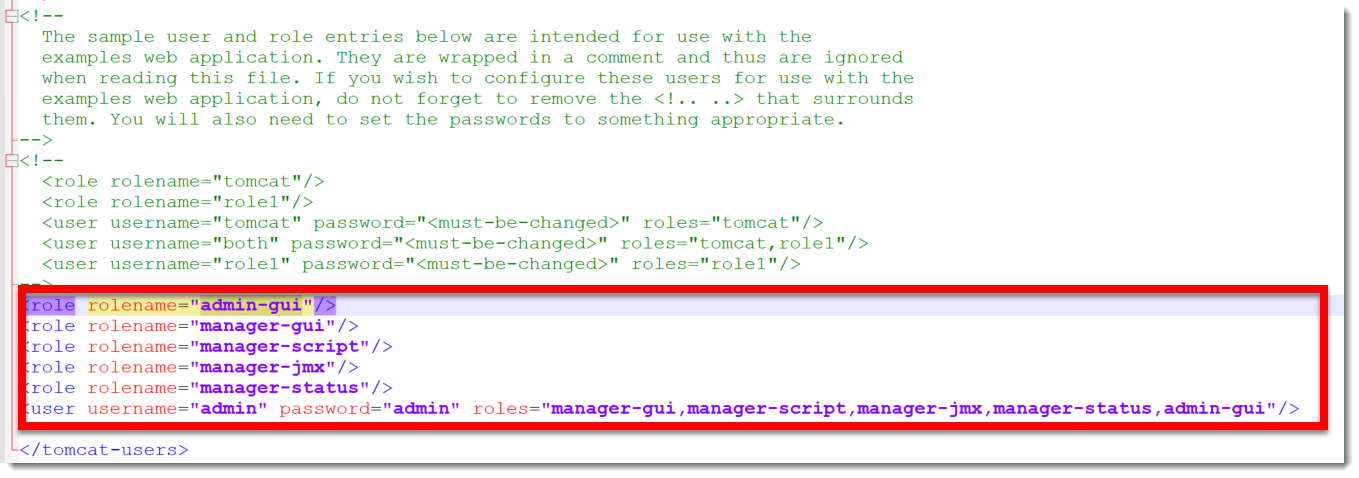 <!--
The sample user and role entries below are intended for use with the
examples web application. They are wrapped in a comment and thus are ignored
when reading this file. If you wish to configure these users for use with the
examples web application, do not forget to remove the <!.. ..> that surrounds
them. You will also need to set the passwords to something appropriate.
-->
<!--
<role rolename="tomcat"/>
<role rolename="role1"/>
<user username="tomcat" password="<must-be-changed>" roles="tomcat"/>
<user username="both" password="<must-be-changed>" roles="tomcat,role1"/>
<user username="role1" password="<must-be-changed>" roles="role1"/>
-->
<role rolename="admin-gui"/>
<role rolename="manager-gui"/>
<role rolename="manager-script"/>
<role rolename="manager-jmx"/>
<role rolename="manager-status"/>
<user username="admin" password="admin" roles="manager-gui,manager-script,manager-jmx,manager-status,admin-gui"/>
</tomcat-users>